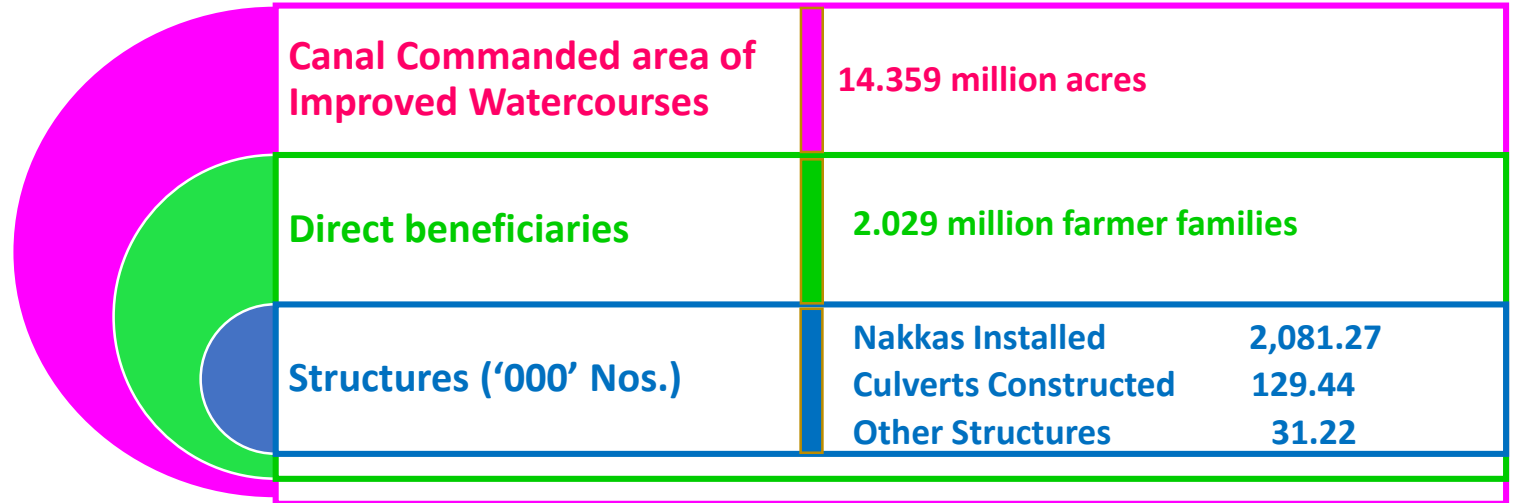 Canal Commanded area of
Improved Watercourses
14.359 million acres
Direct beneficiaries
2.029 million farmer families
Structures (‘000’ Nos.)
Nakkas Installed 2,081.27
Culverts Constructed 129.44
Other Structures 31.22